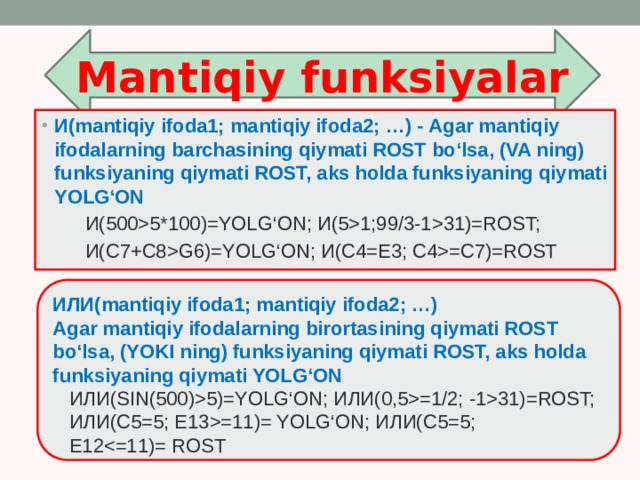 Mantiqiy funksiyalar
• И(mantiqiy ifoda1; mantiqiy ifoda2; …) - Agar mantiqiy
ifodalarning barchasining qiymati ROST bo‘lsa, (VA ning)
funksiyaning qiymati ROST, aks holda funksiyaning qiymati
YOLG‘ON
И(500>5*100)=YOLG‘ON; И(5>1;99/3-1>31)=ROST;
И(C7+C8>G6)=YOLG‘ON; И(C4=E3; C4>=C7)=ROST
ИЛИ(mantiqiy ifoda1; mantiqiy ifoda2; …)
Agar mantiqiy ifodalarning birortasining qiymati ROST
bo‘lsa, (YOKI ning) funksiyaning qiymati ROST, aks holda
funksiyaning qiymati YOLG‘ON
ИЛИ(SIN(500)>5)=YOLG‘ON; ИЛИ(0,5>=1/2; -1>31)=ROST;
ИЛИ(C5=5; E13>=11)= YOLG‘ON; ИЛИ(C5=5;
E12<=11)= ROST